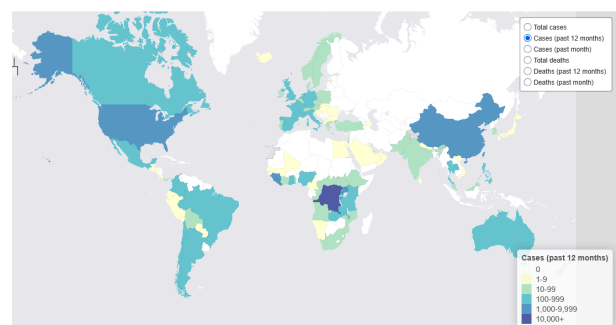 Total cases
Cases (past 12 months)
Cases (past month)
Total deaths
Deaths (past 12 months)
Deaths (past month)
Cases (past 12 months)
0
1-9
10-99
100-999
1,000-9,999
10,000+